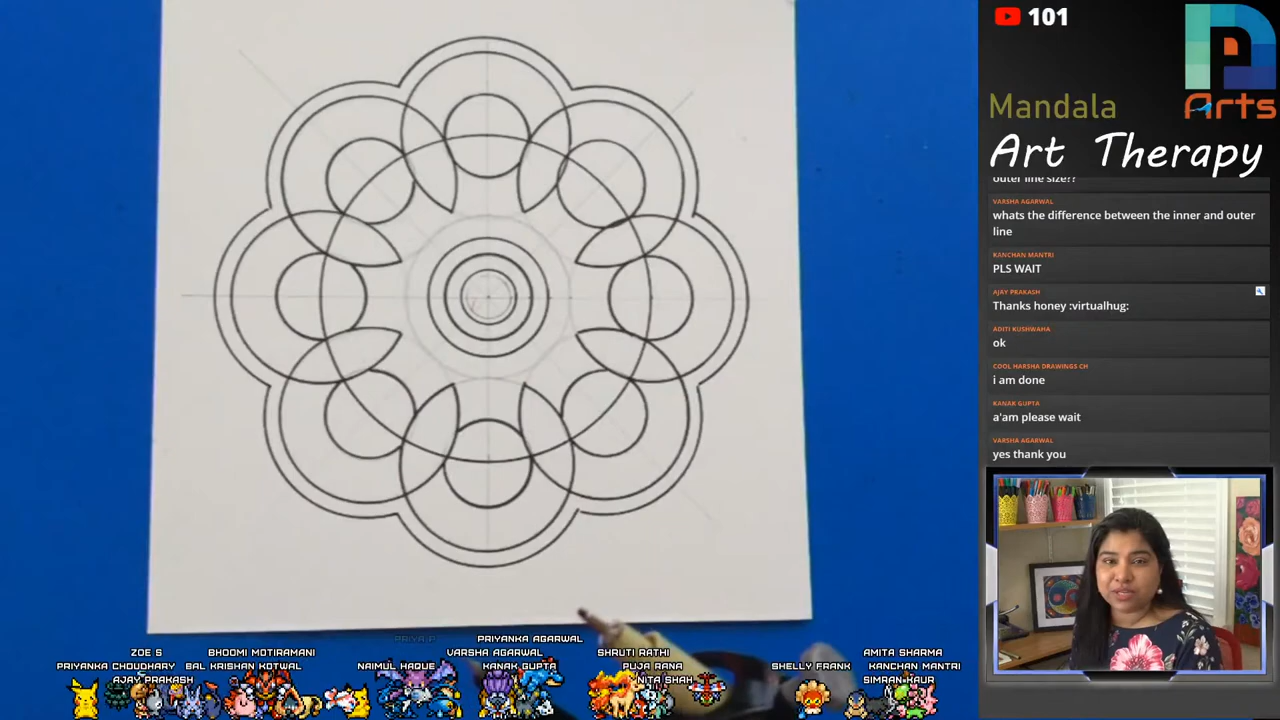 101
Arts
Mandala
Art Therapy
outer line size??
VARSHA AGARWAL
whats the difference between the inner and outer
line
KANCHAN MANTRI
PLS WAIT
AJAY PRAKASH
Thanks honey :virtualhug:
ADITI KUSHWAHA
ok
COOL HARSHA DRAWINGS CH
i am done
KANAK GUPTA
a'am please wait
VARSHA AGARWAL
yes thank you
PRIYA P
PRIYANKA AGARWAL
ZOE S
BHOOMI MOTIRAMANI
VARSHA AGARWAL
SHRUTI RATHI
AMITA SHARMA
PRIYANKA CHOUDHARY
BAL KRISHAN KOTWAL
NAIMUL HAQUE
KANAK GUPTA
PUJA RANA
SHELLY FRANK
KANCHAN MANTRI
AJAY PRAKASH
NITA SHAH
SIMRAN KAUR